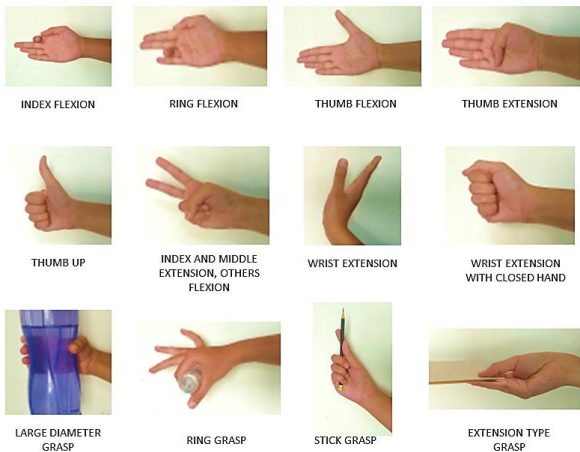 INDEX FLEXION
RING FLEXION
THUMB FLEXION
THUMB EXTENSION
THUMB UP
INDEX AND MIDDLE
EXTENSION, OTHERS
FLEXION
WRIST EXTENSION
WRIST EXTENSION
WITH CLOSED HAND
LARGE DIAMETER
GRASP
RING GRASP
STICK GRASP
EXTENSION TYPE
GRASP